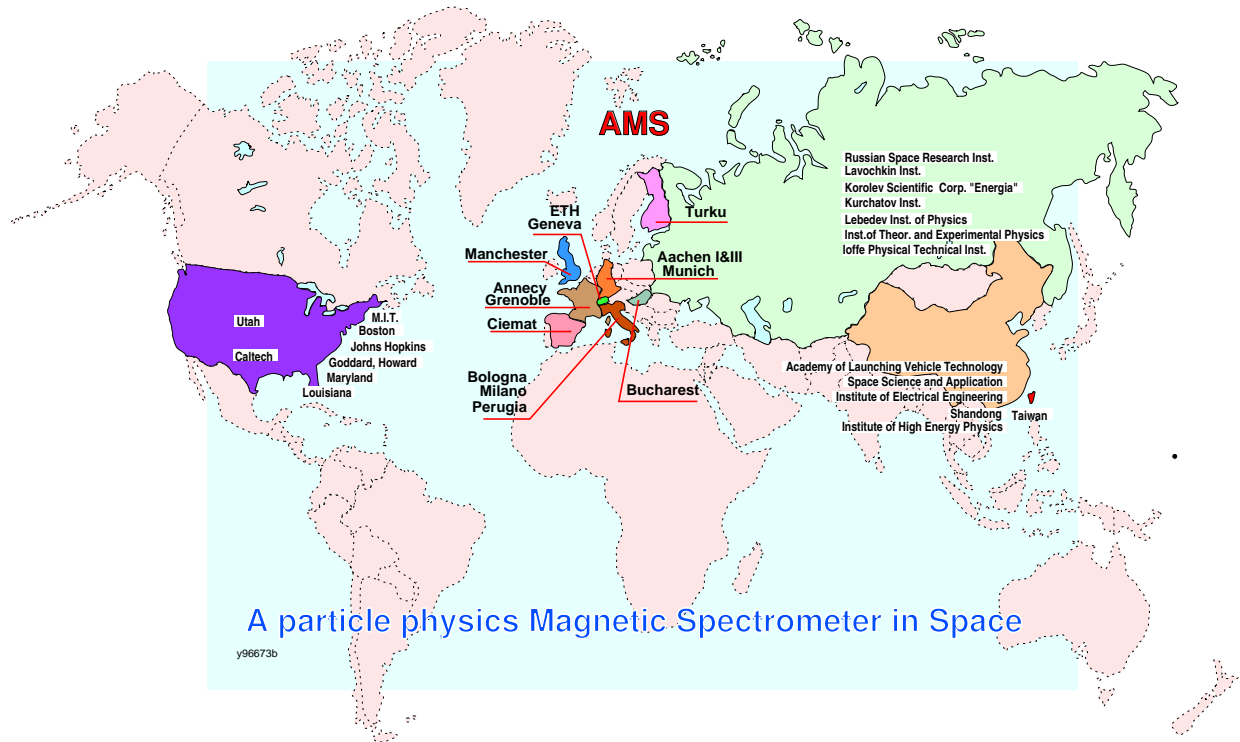 AMS
Russian Space Research Inst.
Lavochkin Inst.
Korolev Scientific Corp. "Energia"
Kurchatov Inst.
Lebedev Inst. of Physics
Inst.of Theor. and Experimental Physics
Ioffe Physical Technical Inst.
ETH
Geneva
Turku
Manchester
Aachen I&III
Munich
Annecy
Grenoble
Ciemat
Bologna
Milano
Perugia
Bucharest
Utah
Caltech
M.I.T.
Boston
Johns Hopkins
Goddard, Howard
Maryland
Louisiana
Academy of Launching Vehicle Technology
Space Science and Application
Institute of Electrical Engineering
Shandong
Institute of High Energy Physics
Taiwan
A particle physics Magnetic Spectrometer in Space
y96673b